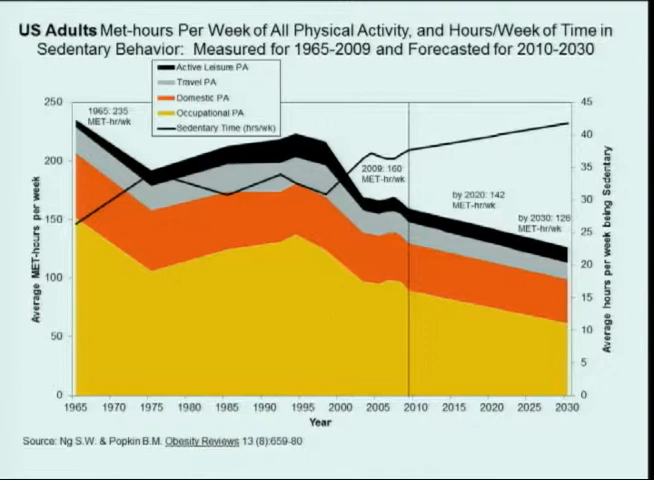 US Adults Met-hours Per Week of All Physical Activity, and Hours/Week of Time in
Sedentary Behavior: Measured for 1965-2009 and Forecasted for 2010-2030
Active Leisure PA
Travel PA
Domestic PA
Occupational PA
Sedentary Time (hrs/wk)
250
200
150
100
50
0
Average MET-hours per week
1965: 235
MET-hr/wk
2009: 160
MET-hr/wk
by 2020: 142
MET-hr/wk
by 2030: 126
MET-hr/wk
45
40
35
30
25
20
15
10
5
0
Average hours per week being Sedentary
1965 1970 1975 1980 1985 1990 1995 2000 2005 2010 2015 2020 2025 2030
Year
Source: Ng S.W. & Popkin B.M. Obesity Reviews 13 (8):659-80